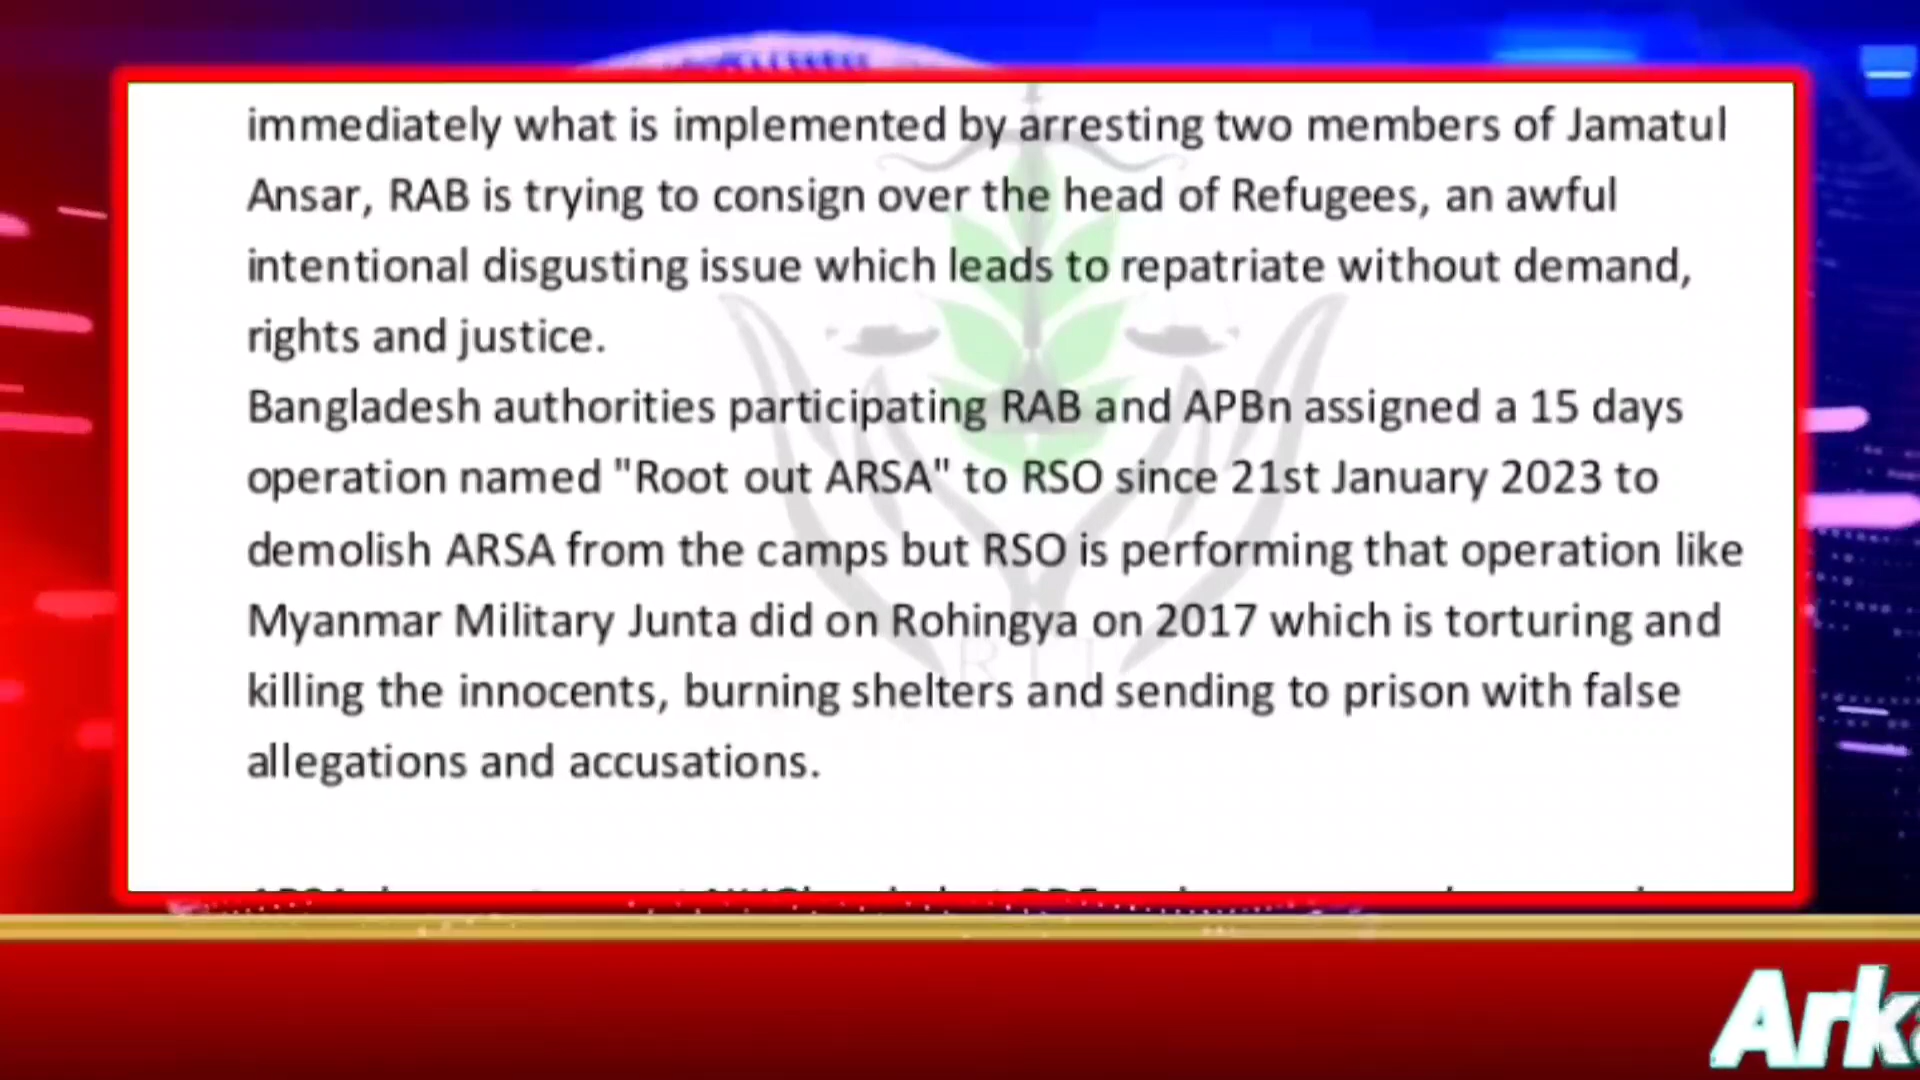 immediately what is implemented by arresting two members of Jamatul
Ansar, RAB is trying to consign over the head of Refugees, an awful
intentional disgusting issue which leads to repatriate without demand,
rights and justice.
Bangladesh authorities participating RAB and APBn assigned a 15 days
operation named "Root out ARSA" to RSO since 21st January 2023 to
demolish ARSA from the camps but RSO is performing that operation like
Myanmar Military Junta did on Rohingya on 2017 which is torturing and
killing the innocents, burning shelters and sending to prison with false
allegations and accusations.